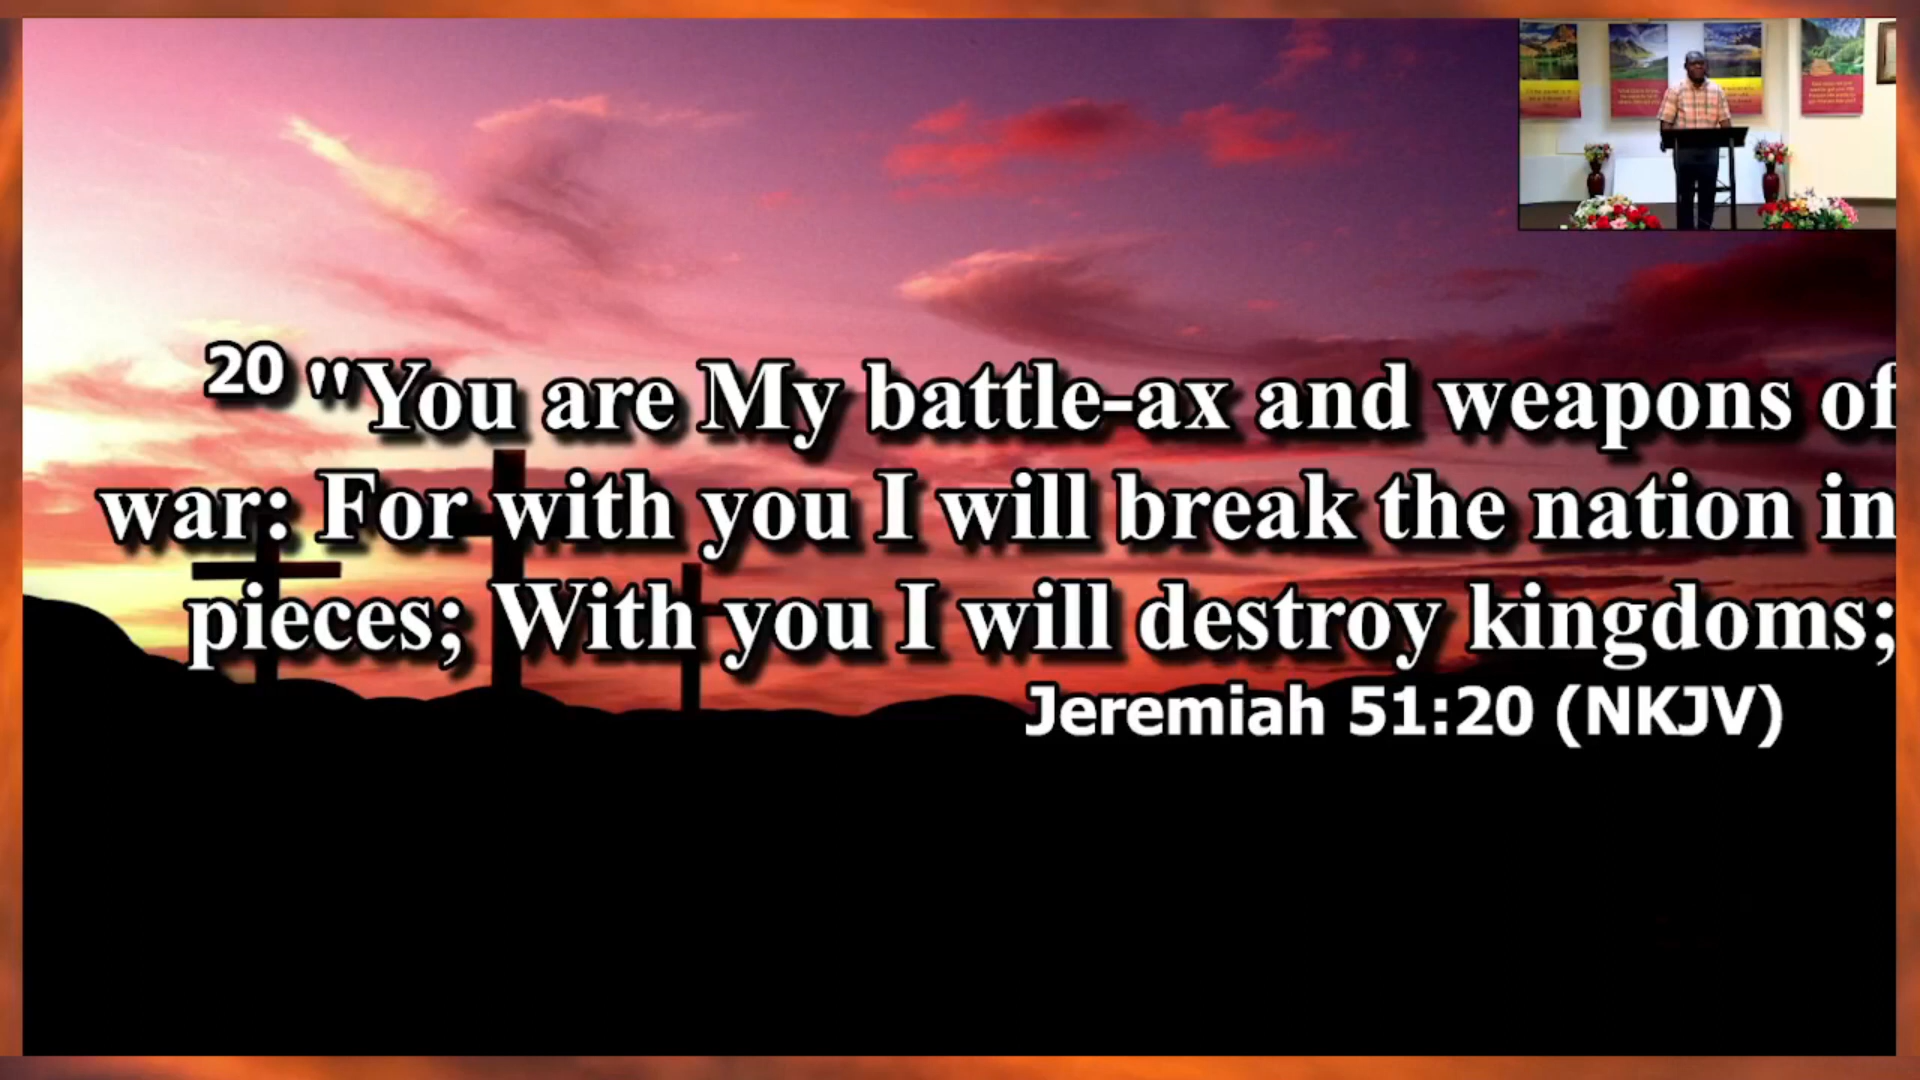 20 "You are My battle-ax and weapons of
war: For with you I will break the nation in
pieces; With you I will destroy kingdoms;
Jeremiah 51:20 (NKJV)